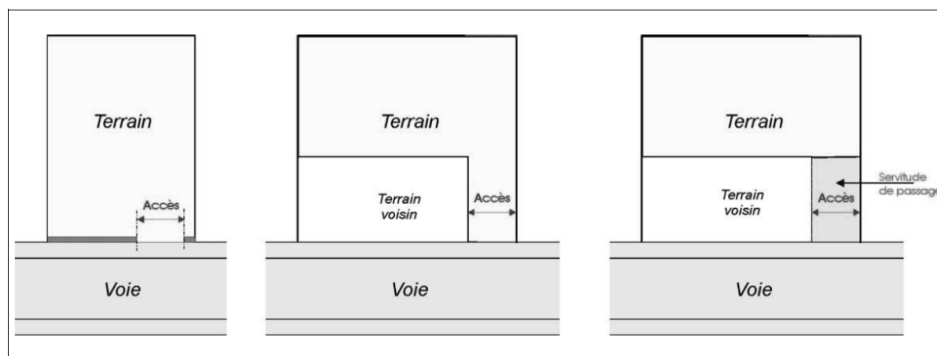 Terrain
Accès
Voie
Terrain
Terrain
voisin
Accès
Voie
Terrain
Servitude
de passage
Terrain
voisin
Accès
Voie